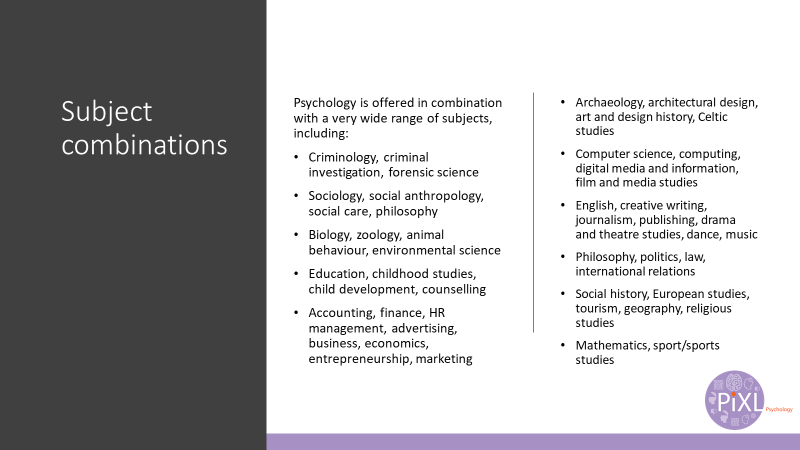 Subject
combinations
Psychology is offered in combination
with a very wide range of subjects,
including:
• Criminology, criminal
investigation, forensic science
• Sociology, social anthropology,
social care, philosophy
• Biology, zoology, animal
behaviour, environmental science
• Education, childhood studies,
child development, counselling
• Accounting, finance, HR
management, advertising,
business, economics,
entrepreneurship, marketing
• Archaeology, architectural design,
art and design history, Celtic
studies
• Computer science, computing,
digital media and information,
film and media studies
• English, creative writing,
journalism, publishing, drama
and theatre studies, dance, music
• Philosophy, politics, law,
international relations
• Social history, European studies,
tourism, geography, religious
studies
• Mathematics, sport/sports
studies
PiXL
Psychology